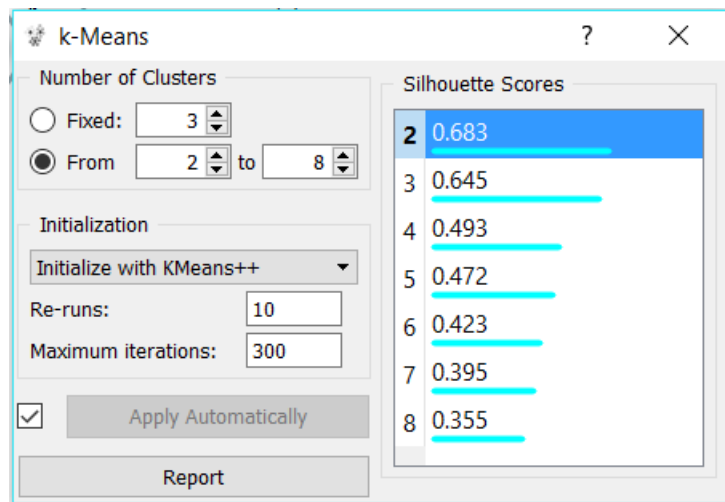 k-Means ? ×
Number of Clusters
Fixed: 3
From 2 to 8
Initialization
Initialize with KMeans++
Re-runs: 10
Maximum iterations: 300
Apply Automatically
Report
Silhouette Scores
2 0.683
3 0.645
4 0.493
5 0.472
6 0.423
7 0.395
8 0.355